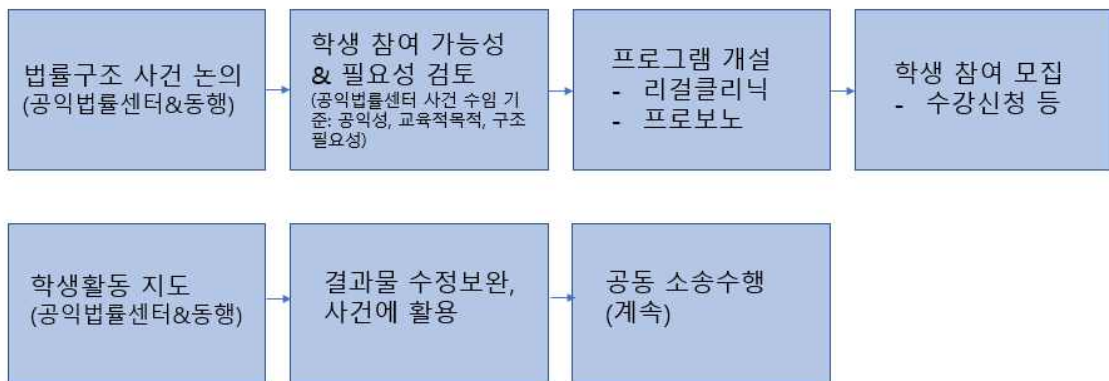 법률구조 사건 논의
(공익법률센터&동행)
학생 참여 가능성
& 필요성 검토
(공익법률센터 사건 수임 기
준: 공익성, 교육적목적, 구조
필요성)
프로그램 개설
- 리걸클리닉
- 프로보노
학생 참여 모집
- 수강신청 등
학생활동 지도
(공익법률센터&동행)
결과물 수정보완,
사건에 활용
공동 소송수행
(계속)